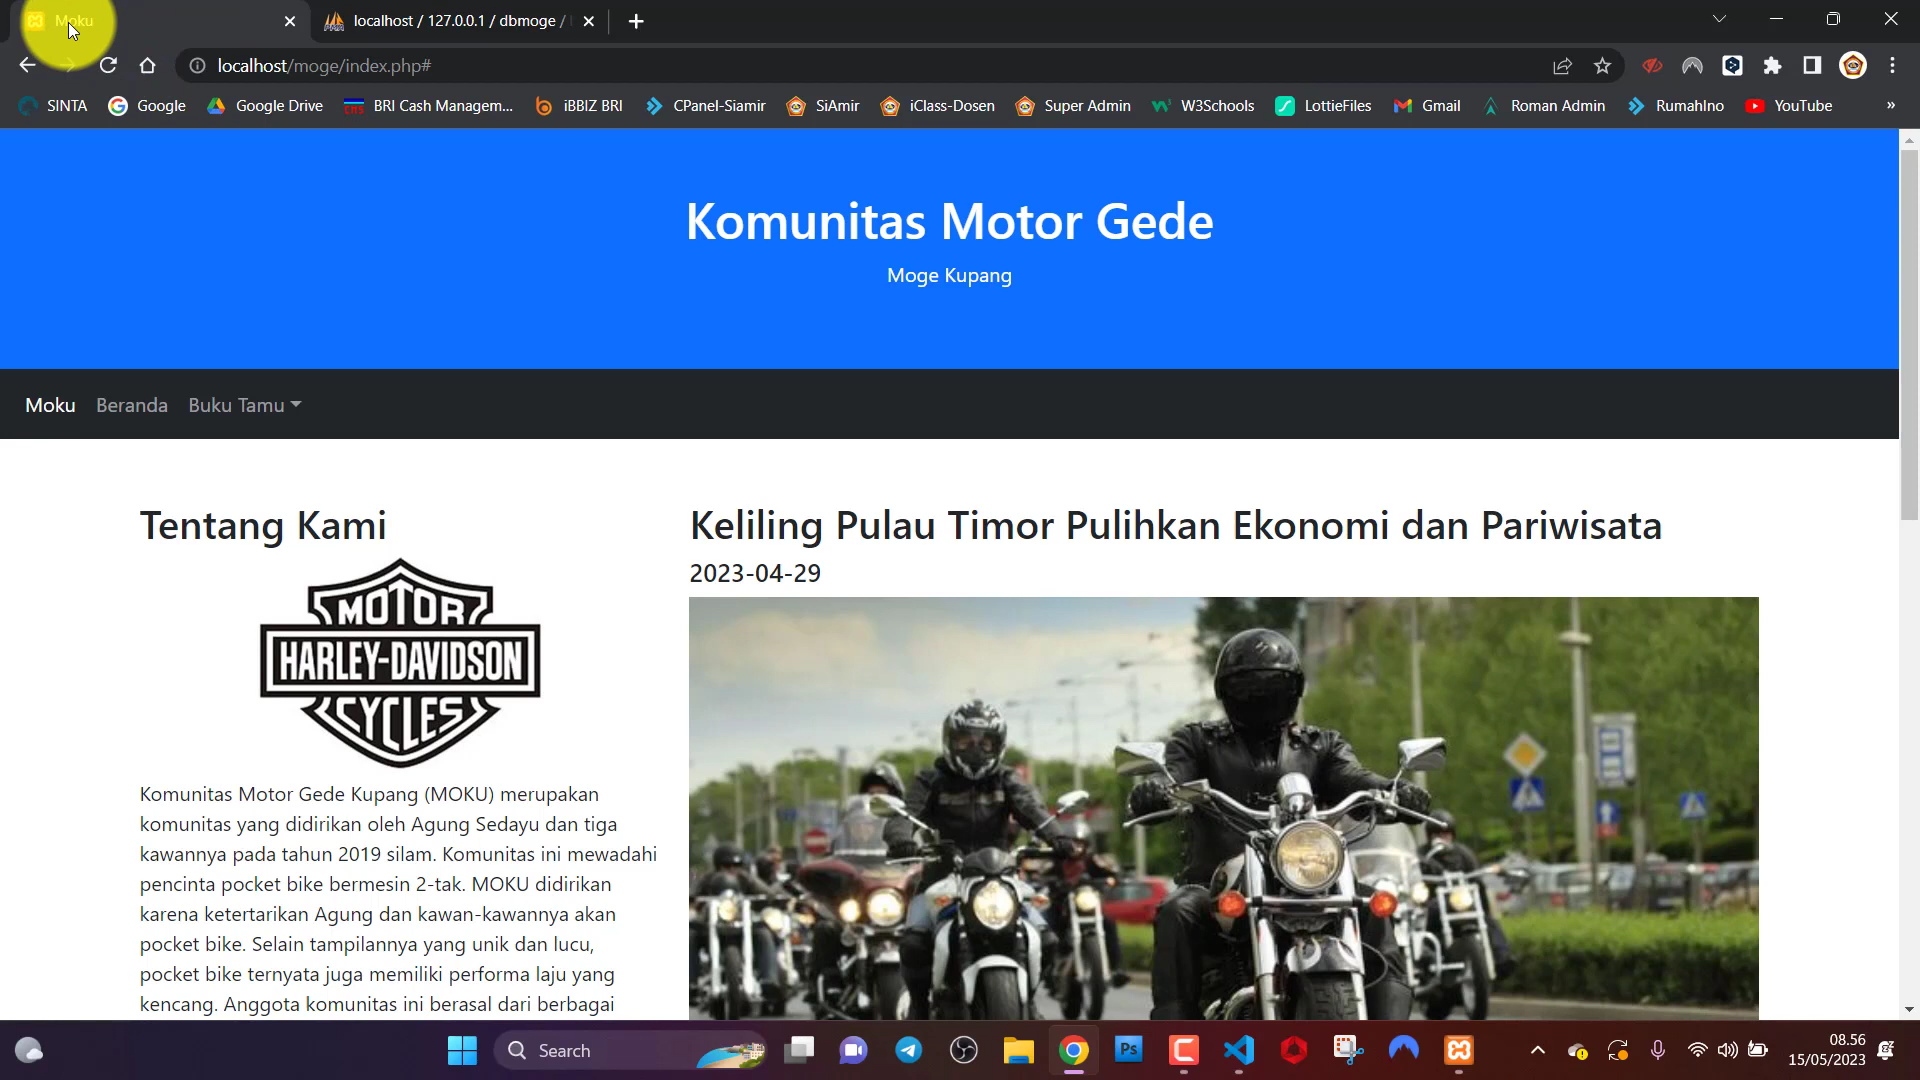 Moku
localhost / 127.0.0.1 / dbmoge /
localhost/moge/index.php#
SINTA
Google
Google Drive
BRI Cash Managem...
iBBIZ BRI
CPanel-Siamir
SiAmir
iClass-Dosen
Super Admin
W3Schools
LottieFiles
Gmail
Roman Admin
RumahIno
YouTube
»
Komunitas Motor Gede
Moge Kupang
Moku Beranda Buku Tamu
Tentang Kami
MOTOR
HARLEY-DAVIDSON
CYCLES
Komunitas Motor Gede Kupang (MOKU) merupakan
komunitas yang didirikan oleh Agung Sedayu dan tiga
kawannya pada tahun 2019 silam. Komunitas ini mewadahi
pencinta pocket bike bermesin 2-tak. MOKU didirikan
karena ketertarikan Agung dan kawan-kawannya akan
pocket bike. Selain tampilannya yang unik dan lucu,
pocket bike ternyata juga memiliki performa laju yang
kencang. Anggota komunitas ini berasal dari berbagai
Keliling Pulau Timor Pulihkan Ekonomi dan Pariwisata
2023-04-29
Search
Ps
08.56
15/05/2023